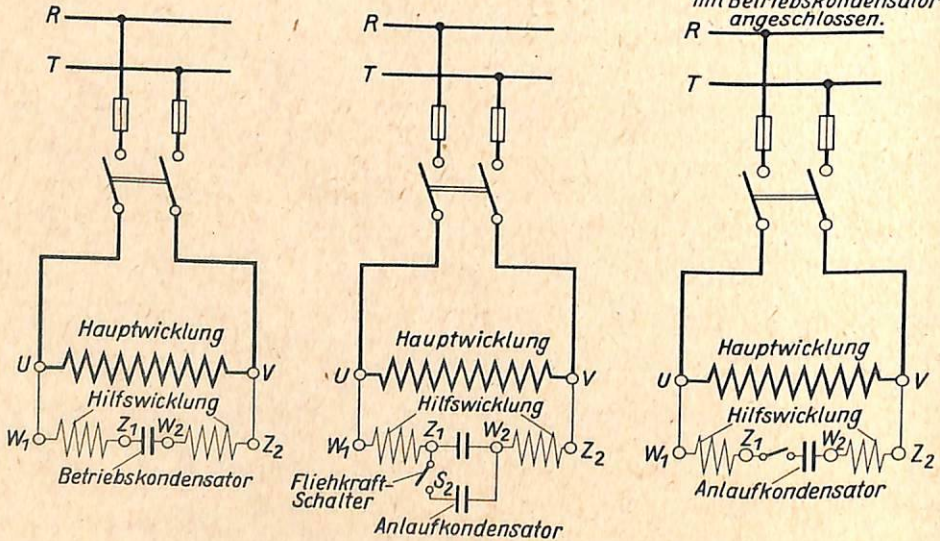 mit Betriebskondensator
angeschlossen.
R
T
Hauptwicklung
U
V
Hilfswicklung
W1
Z1
W2
Z2
Betriebskondensator
R
T
Hauptwicklung
U
V
Hilfswicklung
W1
Z1
W2
Z2
Fliehkraft-
Schalter
S2
Anlaufkondensator
R
T
Hauptwicklung
U
V
Hilfswicklung
W1
Z1
W2
Z2
Anlaufkondensator